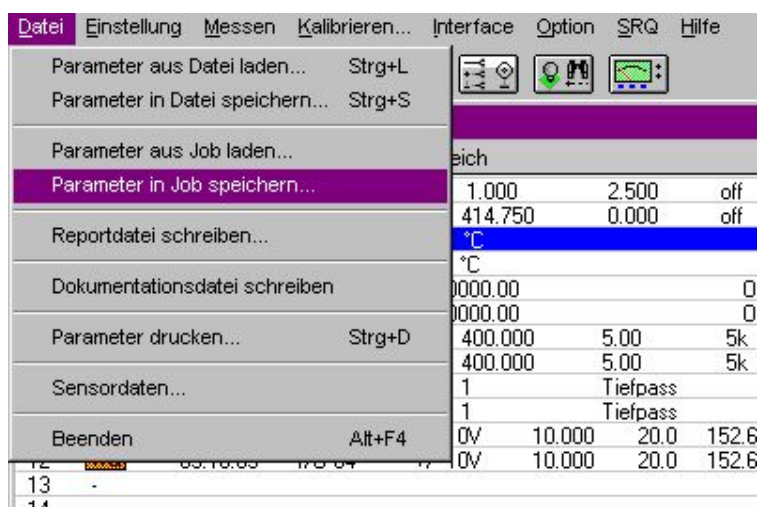 Datei Einstellung Messen Kalibrieren... Interface Option SRQ Hilfe
Parameter aus Datei laden... Strg+L
Parameter in Datei speichern... Strg+S
Parameter aus Job laden...
eich
Parameter in Job speichern...
1.000 2.500 off
414.750 0.000 off
Reportdatei schreiben...
°C
°C
Dokumentationsdatei schreiben
0000.00 0
0000.00 0
Parameter drucken... Strg+D
400.000 5.00 5k
400.000 5.00 5k
Sensordaten...
1 Tiefpass
1 Tiefpass
Beenden Alt+F4
0V 10.000 20.0 152.6
10V 10.000 20.0 152.6
13 -
14